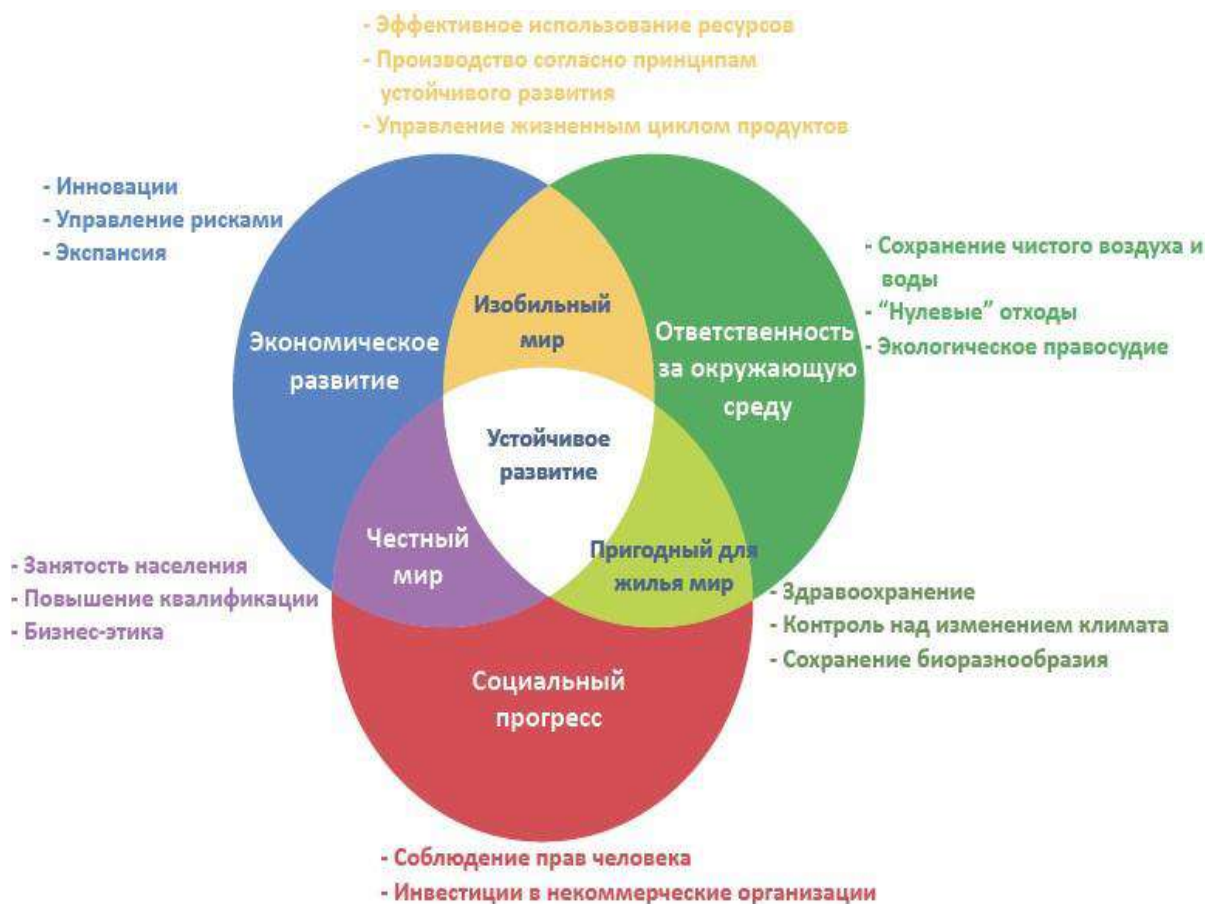 - Эффективное использование ресурсов
- Производство согласно принципам
устойчивого развития
- Управление жизненным циклом продуктов
- Инновации
- Управление рисками
- Экспансия
- Сохранение чистого воздуха и
воды
- “Нулевые” отходы
- Экологическое правосудие
Изобильный
мир
Экономическое
развитие
Ответственность
за окружающую
среду
Устойчивое
развитие
Честный
мир
Пригодный для
жилья мир
- Занятость населения
- Повышение квалификации
- Бизнес-этика
- Здравоохранение
- Контроль над изменением климата
- Сохранение биоразнообразия
Социальный
прогресс
- Соблюдение прав человека
- Инвестиции в некоммерческие организации